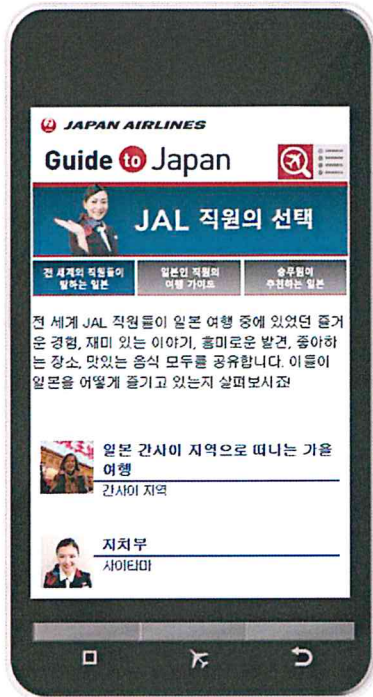 JAPAN AIRLINES
Guide to Japan
JAL 직원의 선택
전 세계의 직원들이
말하는 일본
일본인 직원의
여행 가이드
승무원이
추천하는 일본
전 세계 JAL 직원들이 일본 여행 중에 있었던 즐거
운 경험, 재미 있는 이야기, 흥미로운 발견, 좋아하
는 장소, 맛있는 음식 모두를 공유합니다. 이들이
일본을 어떻게 즐기고 있는지 살펴보시죠!
일본 간사이 지역으로 떠나는 가을
여행
간사이 지역
지치부
사이타마